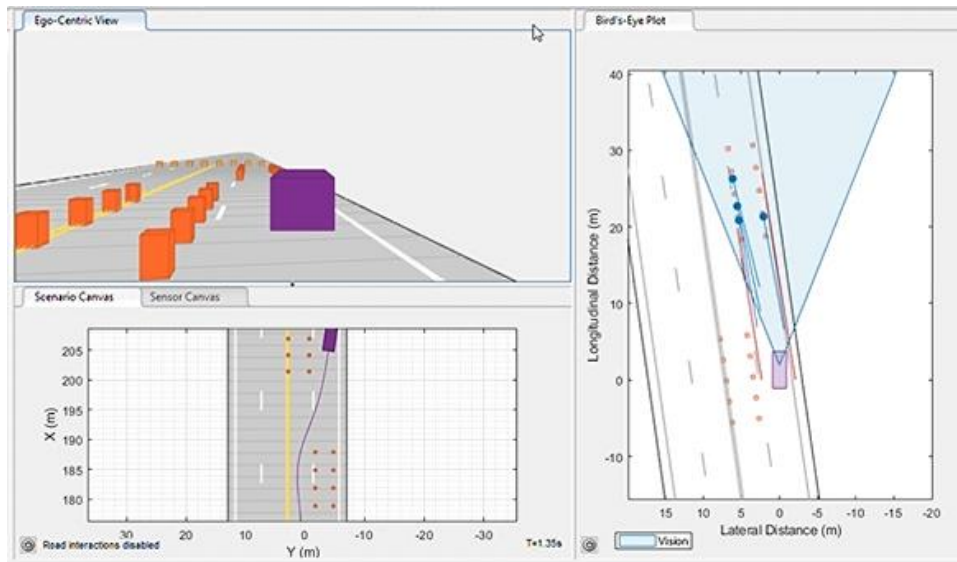 Ego-Centric View
Scenario Canvas
Sensor Canvas
205
200
195
190
185
180
X (m)
30
20
10
0
-10
-20
-30
Y (m)
Road interactions disabled
T=1.35s
Bird's-Eye Plot
40
30
20
10
0
-10
Longitudinal Distance (m)
15
10
5
0
-5
-10
-15
-20
Lateral Distance (m)
Vision